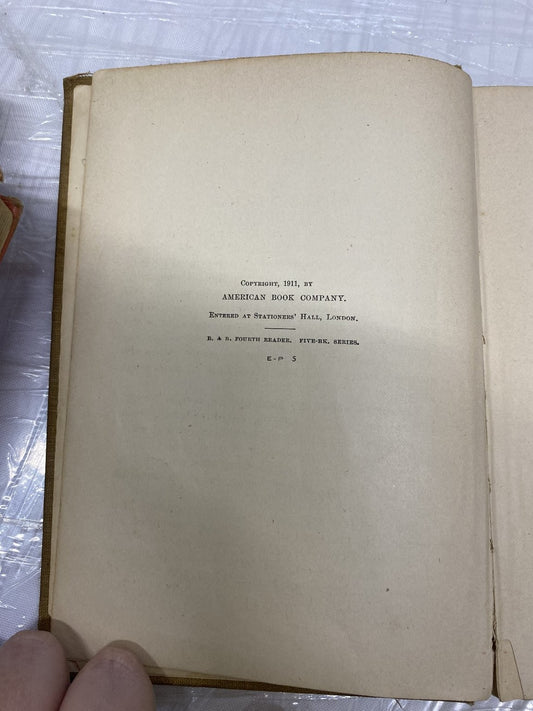 Copyright, 1911, by
AMERICAN BOOK COMPANY.
Entered at Stationers' Hall, London.
B. & B. FOURTH READER. FIVE-BK. SERIES.
E-P 5